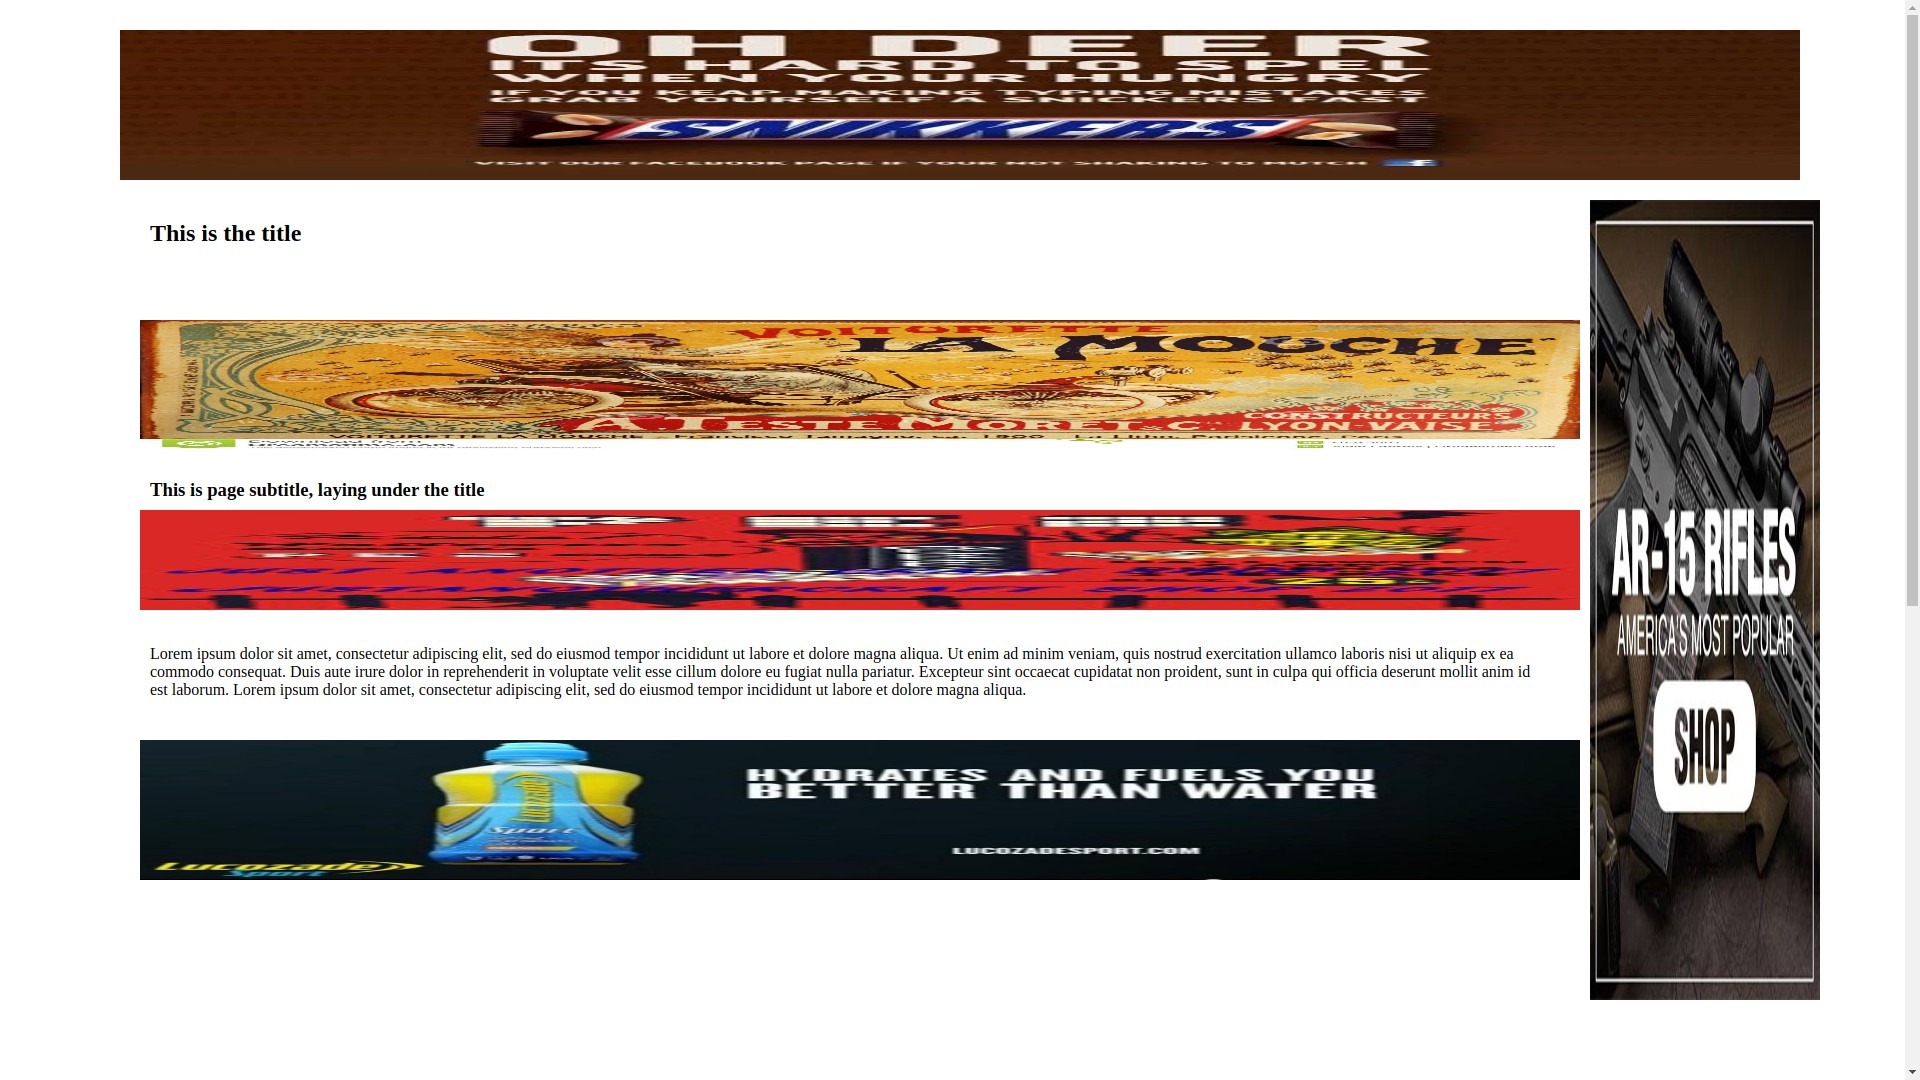 OH DEER
ITS HARD TO SPEL
WHEN YOUR HUNGRY
IF YOU KEAP MAKING TYPING MISTAKES
GRAB YOURSELF A SNICKERS FAST
VISIT OUR FACEBOOK PAGE IF YOUR NOT SHAKING TO MUTCH
This is the title
VOITURETTE
"LA MOUCHE"
CONSTRUCTEURS
A. TESTE MORET & CA LYON-VAISE
This is page subtitle, laying under the title
25
Lorem ipsum dolor sit amet, consectetur adipiscing elit, sed do eiusmod tempor incididunt ut labore et dolore magna aliqua. Ut enim ad minim veniam, quis nostrud exercitation ullamco laboris nisi ut aliquip ex ea
commodo consequat. Duis aute irure dolor in reprehenderit in voluptate velit esse cillum dolore eu fugiat nulla pariatur. Excepteur sint occaecat cupidatat non proident, sunt in culpa qui officia deserunt mollit anim id
est laborum. Lorem ipsum dolor sit amet, consectetur adipiscing elit, sed do eiusmod tempor incididunt ut labore et dolore magna aliqua.
HYDRATES AND FUELS YOU
BETTER THAN WATER
Lucozade
Sport
LUCOZADESPORT.COM
Lucozade
Sport
AR-15 RIFLES
AMERICA'S MOST POPULAR
SHOP